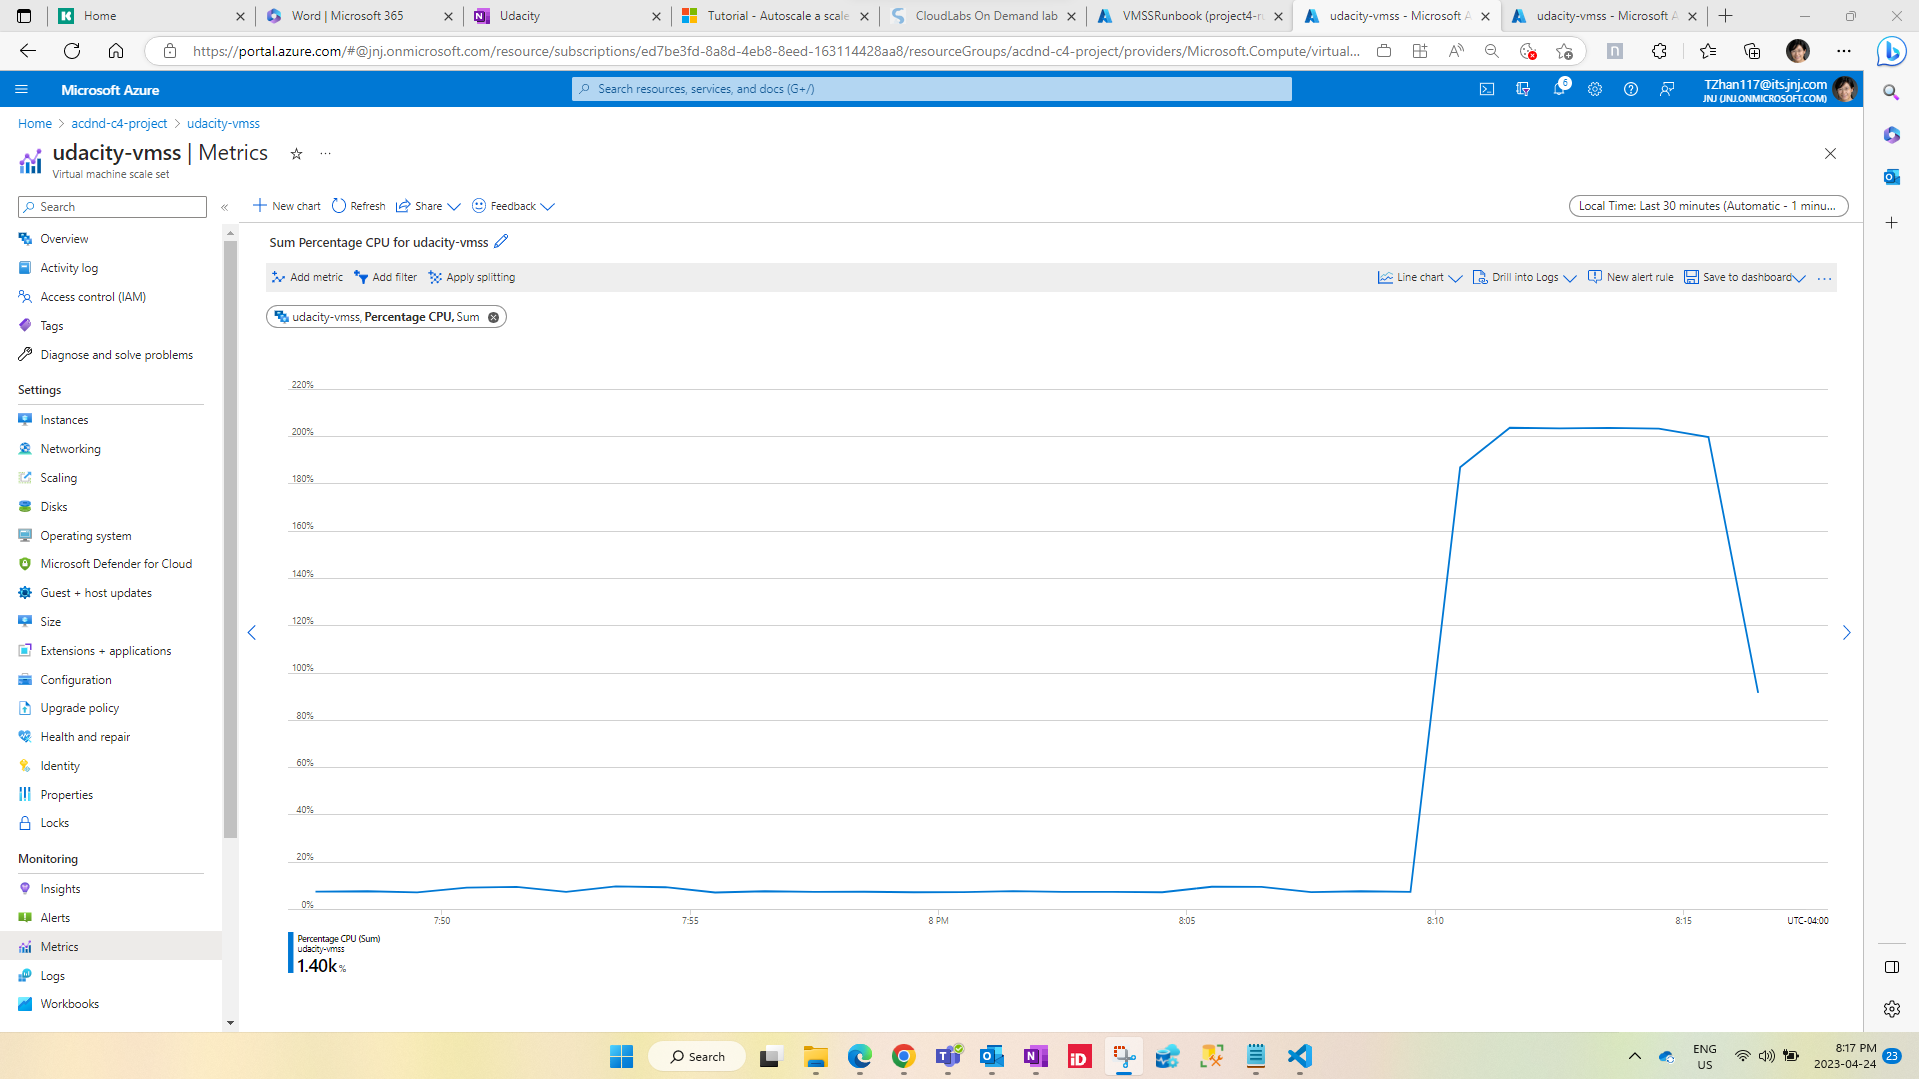 Home
Word | Microsoft 365
Udacity
Tutorial - Autoscale a scale
CloudLabs On Demand lab
VMSSRunbook (project4-ru
udacity-vmss - Microsoft A
udacity-vmss - Microsoft A
https://portal.azure.com/#@jnj.onmicrosoft.com/resource/subscriptions/ed7be3fd-8a8d-4eb8-8eed-163114428aa8/resourceGroups/acdnd-c4-project/providers/Microsoft.Compute/virtual...
Microsoft Azure
Search resources, services, and docs (G+/)
6
TZhan117@its.jnj.com
JNJ (JNJ.ONMICROSOFT.COM)
Home > acdnd-c4-project > udacity-vmss
udacity-vmss | Metrics
Virtual machine scale set
Search
Overview
Activity log
Access control (IAM)
Tags
Diagnose and solve problems
Settings
Instances
Networking
Scaling
Disks
Operating system
Microsoft Defender for Cloud
Guest + host updates
Size
Extensions + applications
Configuration
Upgrade policy
Health and repair
Identity
Properties
Locks
Monitoring
Insights
Alerts
Metrics
Logs
Workbooks
New chart
Refresh
Share
Feedback
Local Time: Last 30 minutes (Automatic - 1 minu...
Sum Percentage CPU for udacity-vmss
Add metric
Add filter
Apply splitting
Line chart
Drill into Logs
New alert rule
Save to dashboard
udacity-vmss, Percentage CPU, Sum
220%
200%
180%
160%
140%
120%
100%
80%
60%
40%
20%
0%
7:50
7:55
8 PM
8:05
8:10
8:15
UTC-04:00
Percentage CPU (Sum)
udacity-vmss
1.40k %
Search
ENG
US
8:17 PM
2023-04-24
23